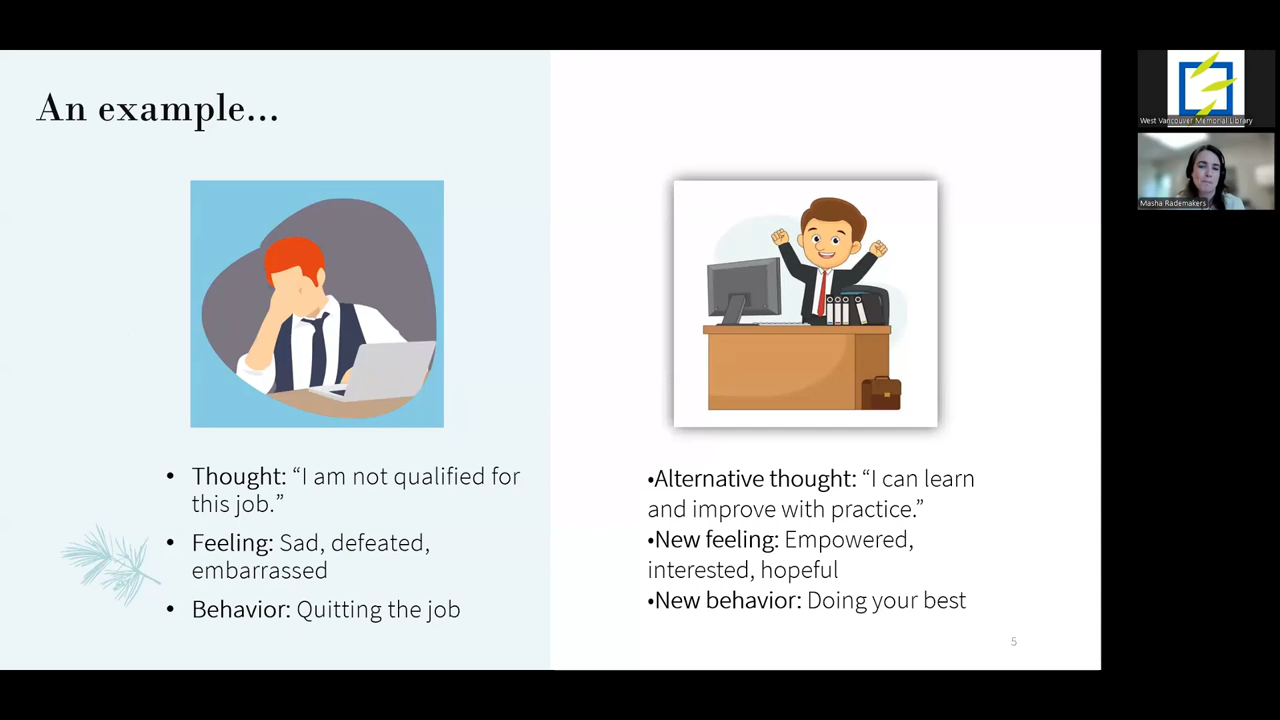 An example...
• Thought: “I am not qualified for
this job.”
• Feeling: Sad, defeated,
embarrassed
• Behavior: Quitting the job
•Alternative thought: “I can learn
and improve with practice.”
•New feeling: Empowered,
interested, hopeful
•New behavior: Doing your best
5
West Vancouver Memorial Library
Masha Rademakers